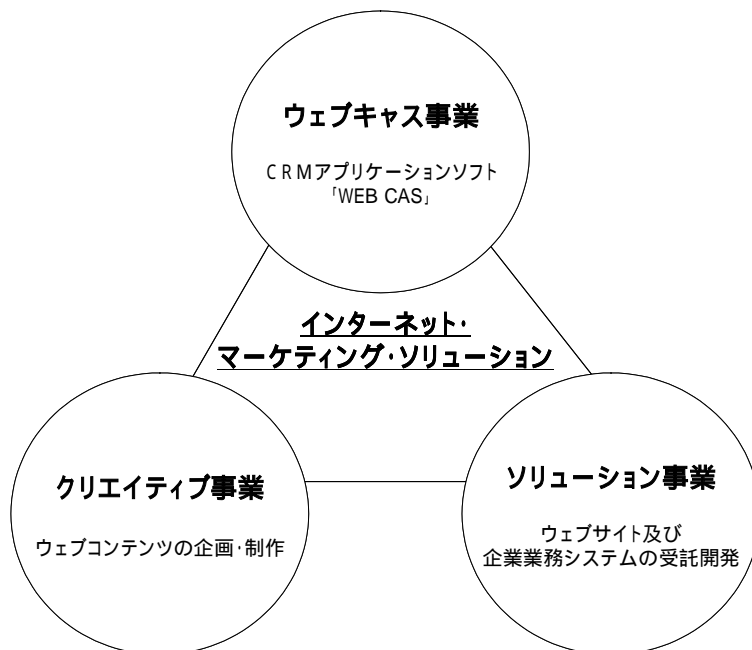 ウェブキャス事業
CRMアプリケーションソフト
「WEB CAS」
インターネット・
マーケティング・ソリューション
クリエイティブ事業
ウェブコンテンツの企画・制作
ソリューション事業
ウェブサイト及び
企業業務システムの受託開発